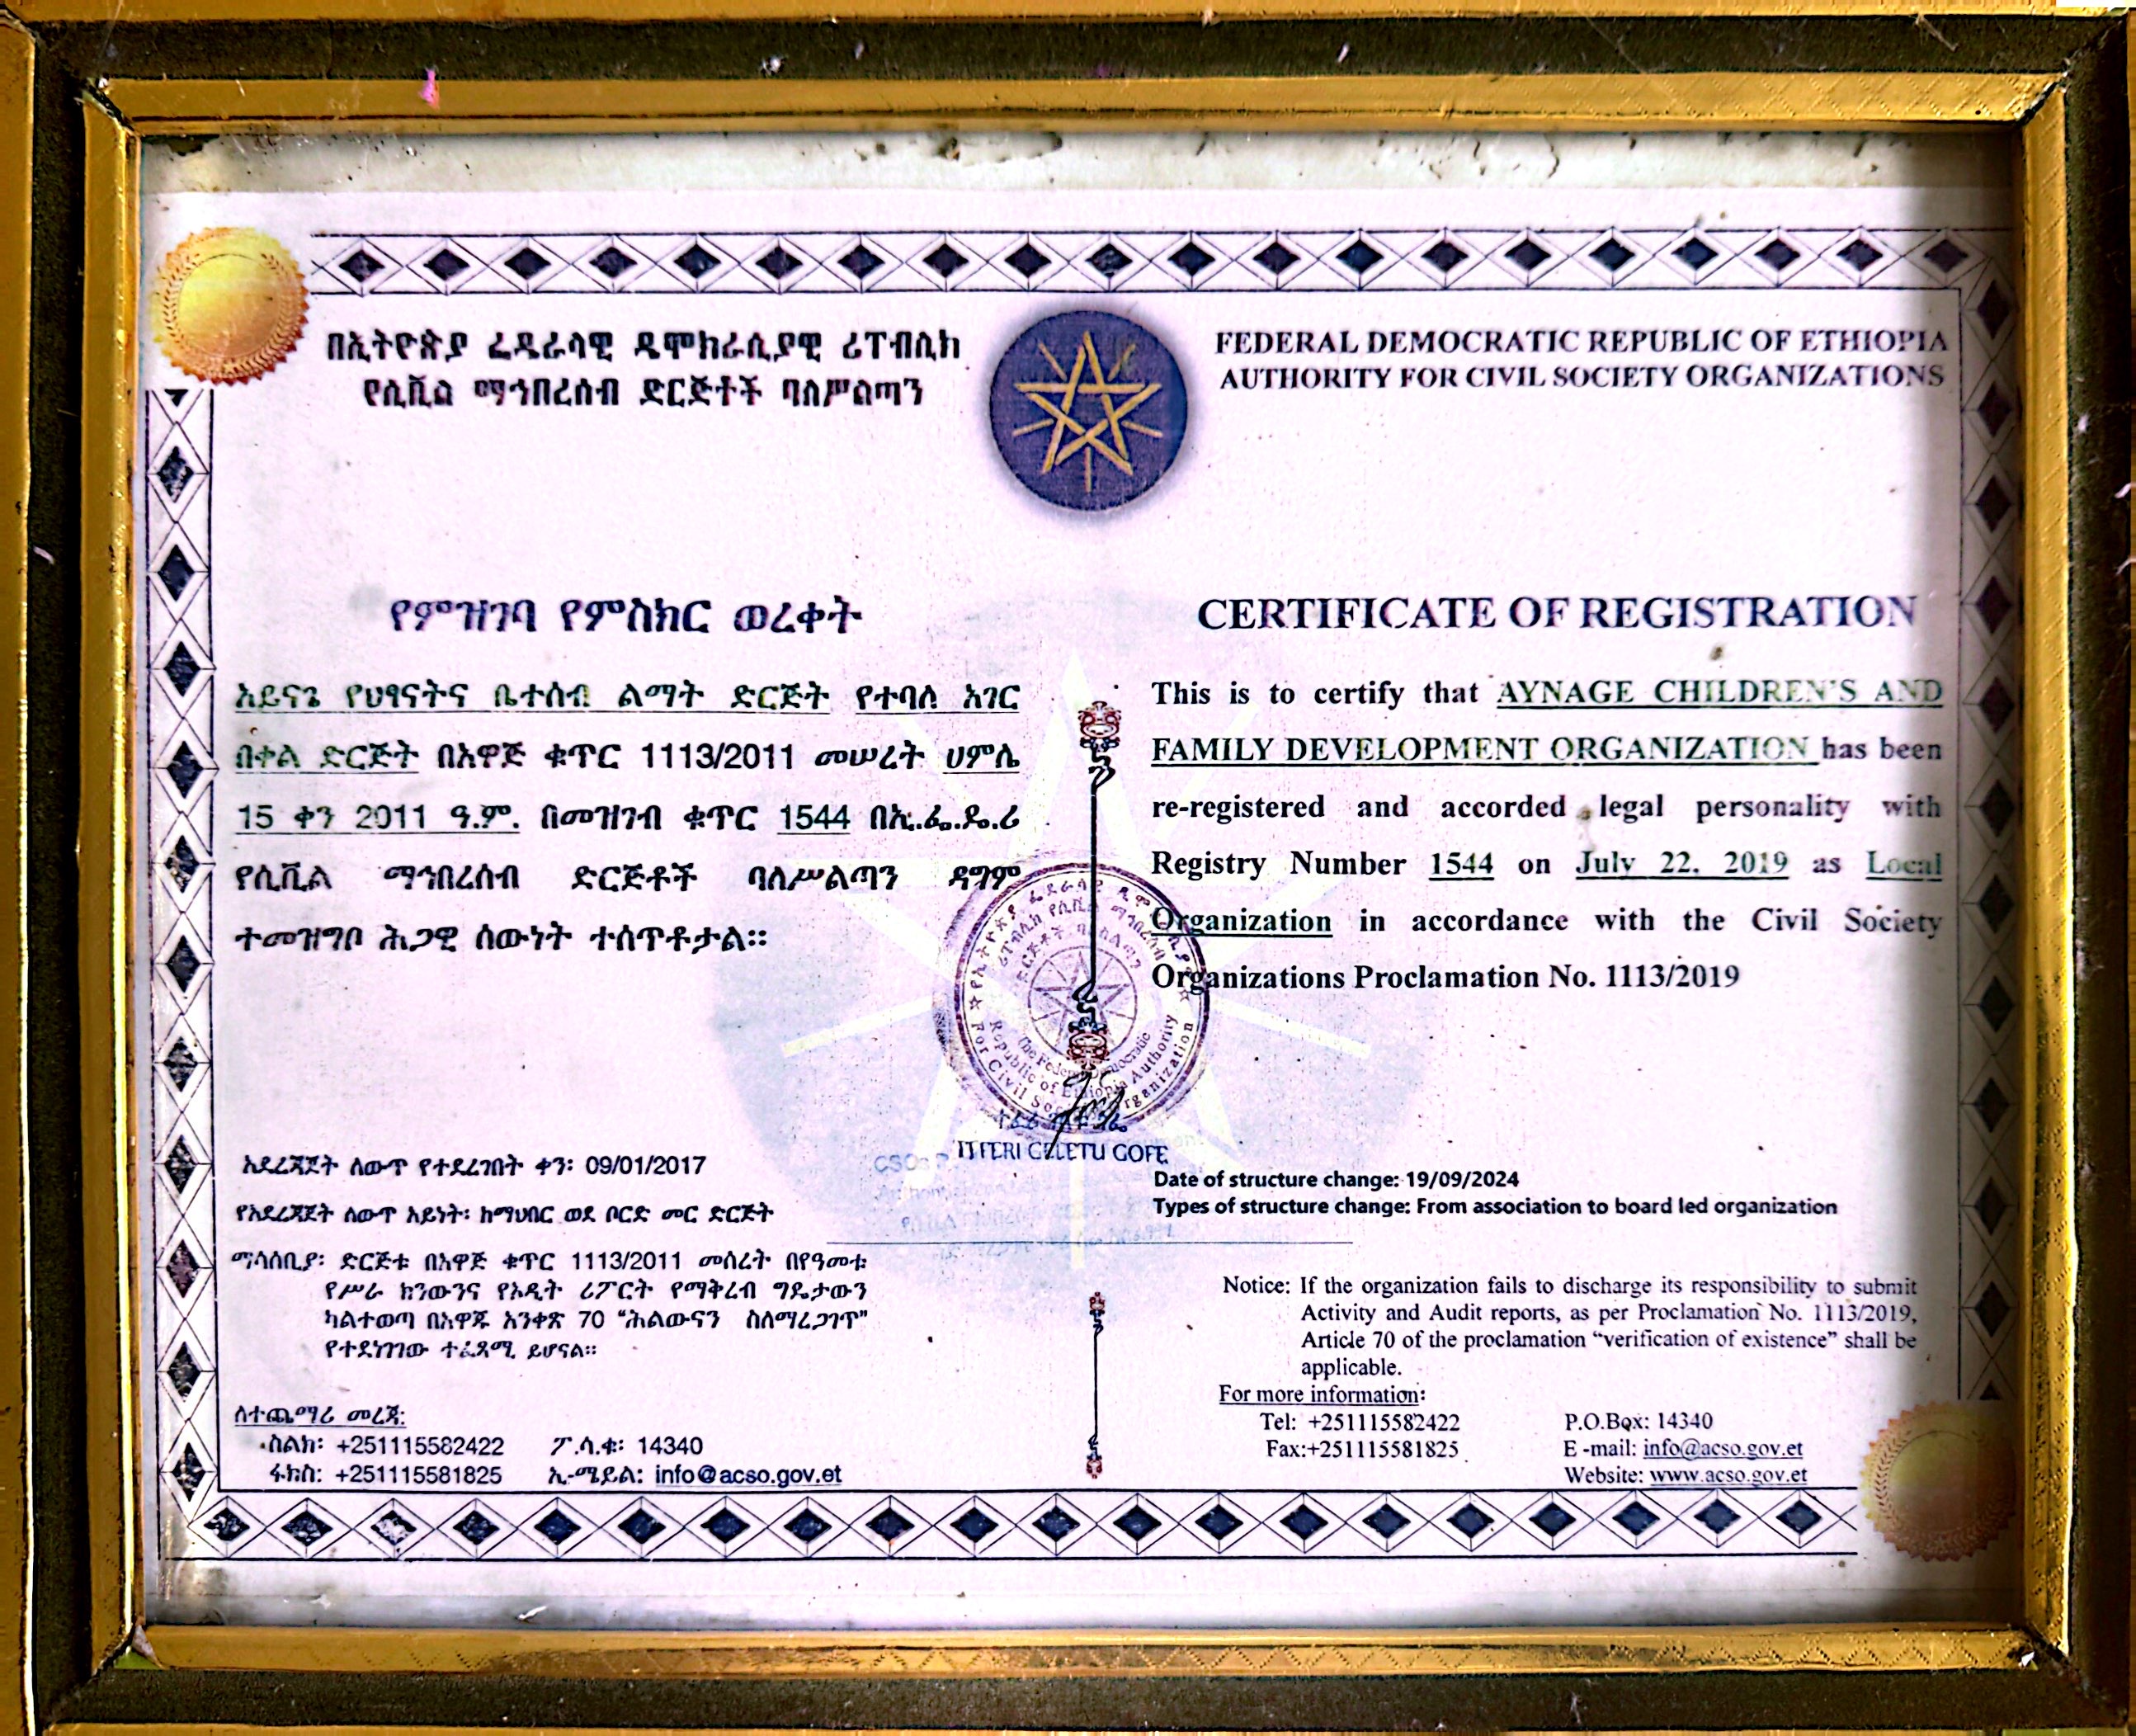 በኢትዮጵያ ፌዴራላዊ ዴሞክራሲያዊ ሪፐብሊክ
የሲቪል ማኅበረሰብ ድርጅቶች ባለሥልጣን
FEDERAL DEMOCRATIC REPUBLIC OF ETHIOPIA
AUTHORITY FOR CIVIL SOCIETY ORGANIZATIONS
የምዝገባ የምስክር ወረቀት
አይናጌ የህፃናትና ቤተሰብ ልማት ድርጅት የተባለ አገር
በቀል ድርጅት በአዋጅ ቁጥር 1113/2011 መሠረት ሀምሌ
15 ቀን 2011 ዓ.ም. በመዝገብ ቁጥር 1544 በኢ.ፌ.ዴ.ሪ
የሲቪል ማኅበረሰብ ድርጅቶች ባለሥልጣን ዳግም
ተመዝግቦ ሕጋዊ ሰውነት ተሰጥቶታል፡፡
CERTIFICATE OF REGISTRATION
This is to certify that AYNAGE CHILDREN'S AND
FAMILY DEVELOPMENT ORGANIZATION has been
re-registered and accorded legal personality with
Registry Number 1544 on July 22, 2019 as Local
Organization in accordance with the Civil Society
Organizations Proclamation No. 1113/2019
The Federal Democratic
Republic of Ethiopia Authority
For Civil Society Organization
GELETU GOFE
አደረጃጀት ለውጥ የተደረገበት ቀን፡ 09/01/2017
የአደረጃጀት ለውጥ አይነት፡ ከማህበር ወደ ቦርድ መር ድርጅት
Date of structure change: 19/09/2024
Types of structure change: From association to board led organization
ማሳሰቢያ፡ ድርጅቱ በአዋጅ ቁጥር 1113/2011 መሰረት በየዓመቱ
የሥራ ክንውንና የኦዲት ሪፖርት የማቅረብ ግዴታውን
ካልተወጣ በአዋጁ አንቀጽ 70 “ሕልውናን ስለማረጋገጥ”
የተደነገገው ተፈጻሚ ይሆናል፡፡
ለተጨማሪ መረጃ:
ስልክ፡ +251115582422 ፖ.ሳ.ቁ፡ 14340
ፋክስ፡ +251115581825 ኢ-ሜይል፡ info@acso.gov.et
Notice: If the organization fails to discharge its responsibility to submit
Activity and Audit reports, as per Proclamation No. 1113/2019,
Article 70 of the proclamation “verification of existence” shall be
applicable.
For more information:
Tel: +251115582422 P.O.Box: 14340
Fax:+251115581825 E -mail: info@acso.gov.et
Website: www.acso.gov.et